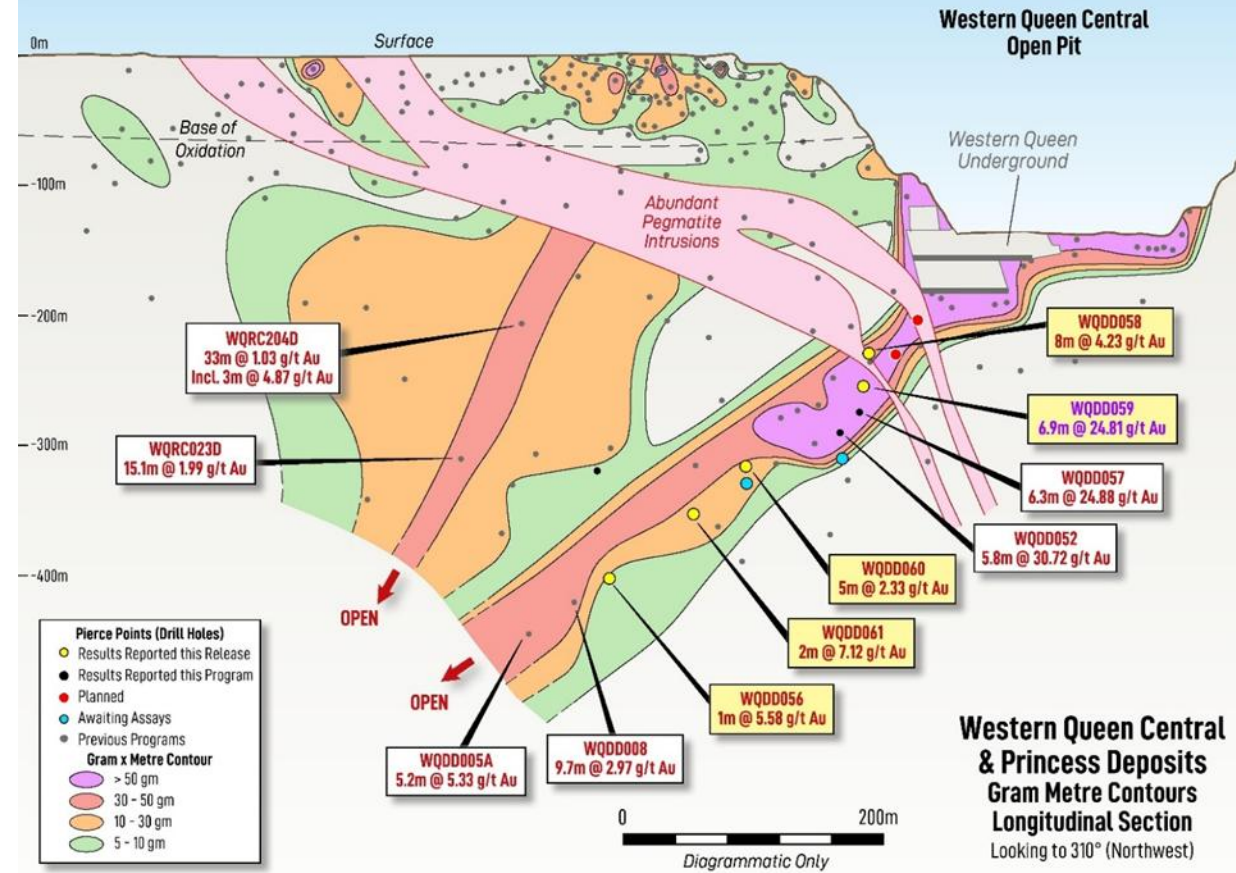 Western Queen Central
Open Pit
0m
Surface
Base of
Oxidation
Western Queen
Underground
-100m
Abundant
Pegmatite
Intrusions
-200m
WQRC204D
33m @ 1.03 g/t Au
Incl. 3m @ 4.87 g/t Au
WQDD058
8m @ 4.23 g/t Au
WQDD059
6.9m @ 24.81 g/t Au
-300m
WQRC023D
15.1m @ 1.99 g/t Au
WQDD057
6.3m @ 24.88 g/t Au
WQDD052
5.8m @ 30.72 g/t Au
-400m
WQDD060
5m @ 2.33 g/t Au
OPEN
WQDD061
2m @ 7.12 g/t Au
OPEN
WQDD056
1m @ 5.58 g/t Au
WQDD005A
5.2m @ 5.33 g/t Au
WQDD008
9.7m @ 2.97 g/t Au
Pierce Points (Drill Holes)
Results Reported this Release
Results Reported this Program
Planned
Awaiting Assays
Previous Programs
Gram x Metre Contour
> 50 gm
30 - 50 gm
10 - 30 gm
5 - 10 gm
0 200m
Diagrammatic Only
Western Queen Central
& Princess Deposits
Gram Metre Contours
Longitudinal Section
Looking to 310° (Northwest)